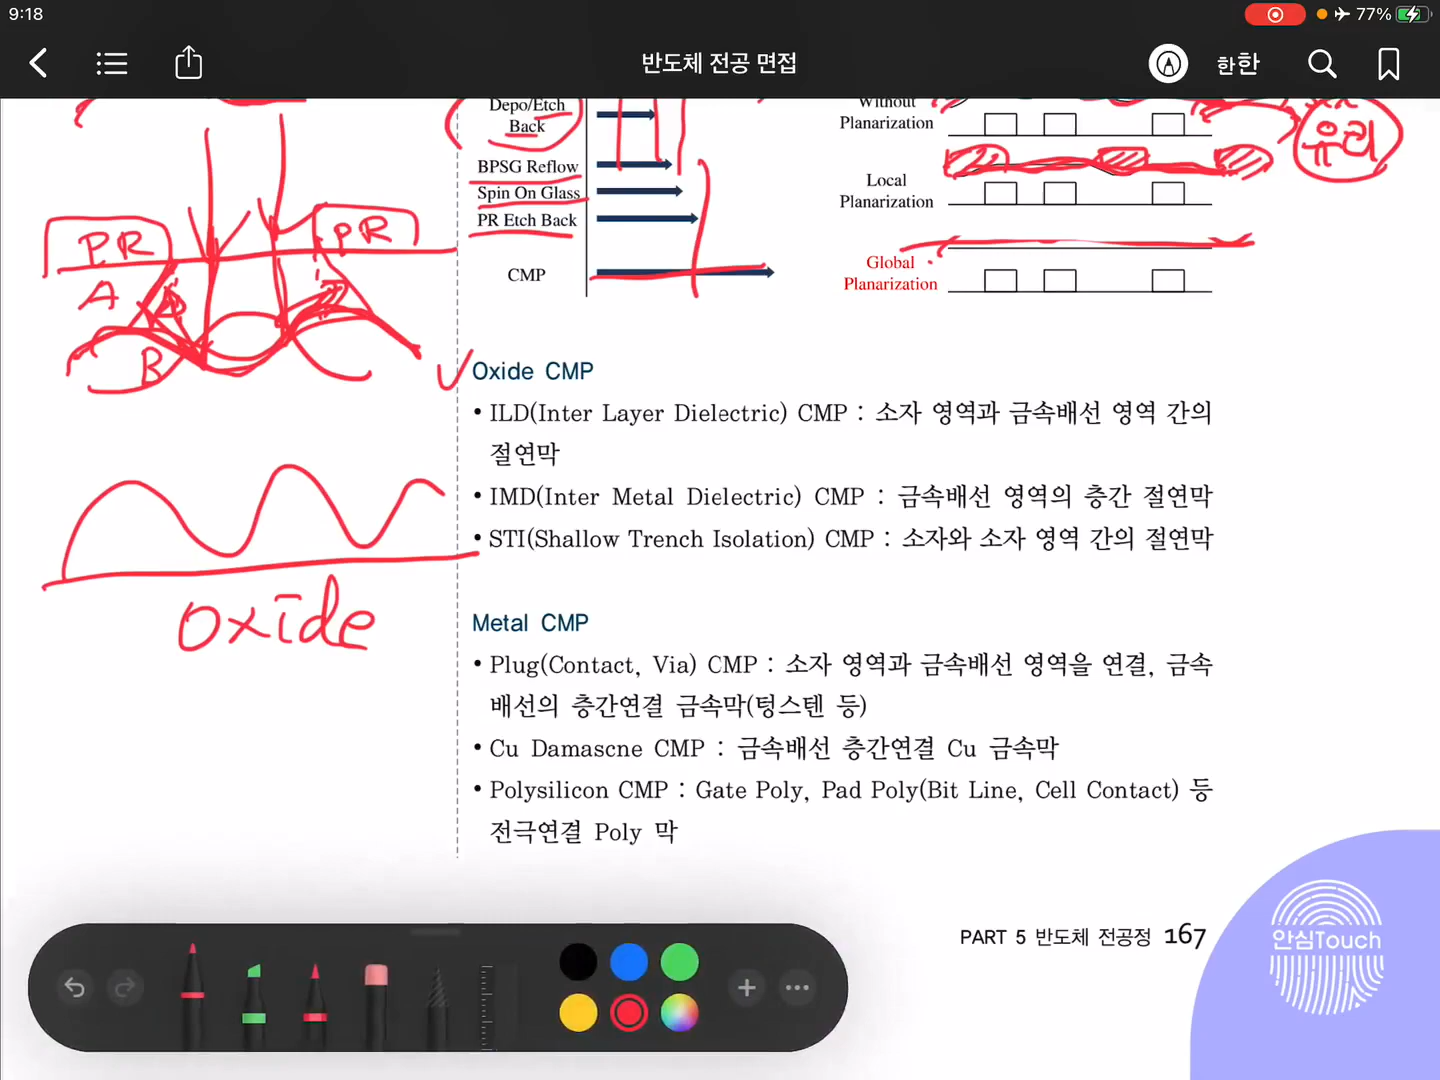 9:18
77%
반도체 전공 면접
한한
Depo/Etch
Back
BPSG Reflow
Spin On Glass
PR Etch Back
CMP
Without
Planarization
Local
Planarization
Global
Planarization
유리
PR
PR
A
B
Oxide
Oxide CMP
• ILD(Inter Layer Dielectric) CMP : 소자 영역과 금속배선 영역 간의
절연막
• IMD(Inter Metal Dielectric) CMP : 금속배선 영역의 층간 절연막
• STI(Shallow Trench Isolation) CMP : 소자와 소자 영역 간의 절연막
Metal CMP
• Plug(Contact, Via) CMP : 소자 영역과 금속배선 영역을 연결, 금속
배선의 층간연결 금속막(텅스텐 등)
• Cu Damascne CMP : 금속배선 층간연결 Cu 금속막
• Polysilicon CMP : Gate Poly, Pad Poly(Bit Line, Cell Contact) 등
전극연결 Poly 막
PART 5 반도체 전공정 167
안심Touch